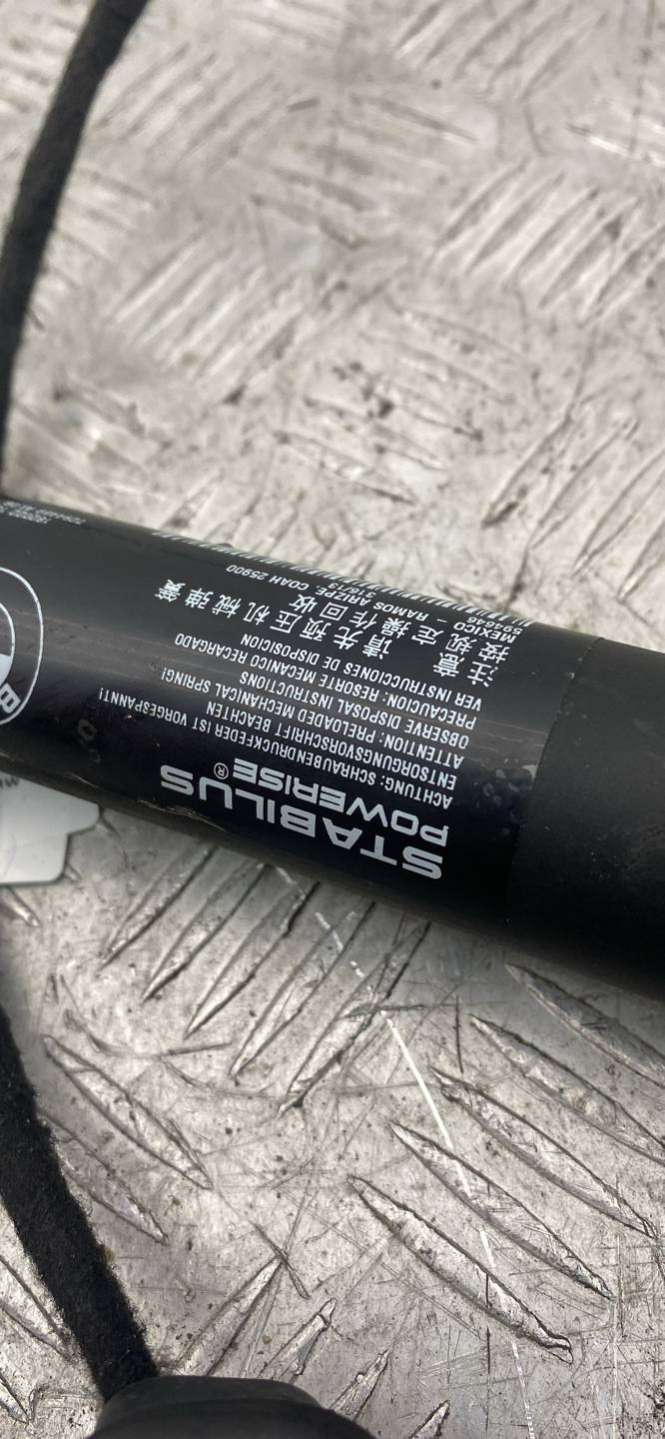 STABILUS
POWERISE®
ACHTUNG: SCHRAUBENDRUCKFEDER IST VORGESPANNT!
ENTSORGUNGSVORSCHRIFT BEACHTEN
ATTENTION: PRELOADED MECHANICAL SPRING!
OBSERVE DISPOSAL INSTRUCTIONS
PRECAUCION: RESORTE MECANICO RECARGADO
VER INSTRUCCIONES DE DISPOSICION
注意 请先预压机械弹簧
按规定操作回收
MEXICO – RAMOS ARIZPE COAH 25900
316/13
B